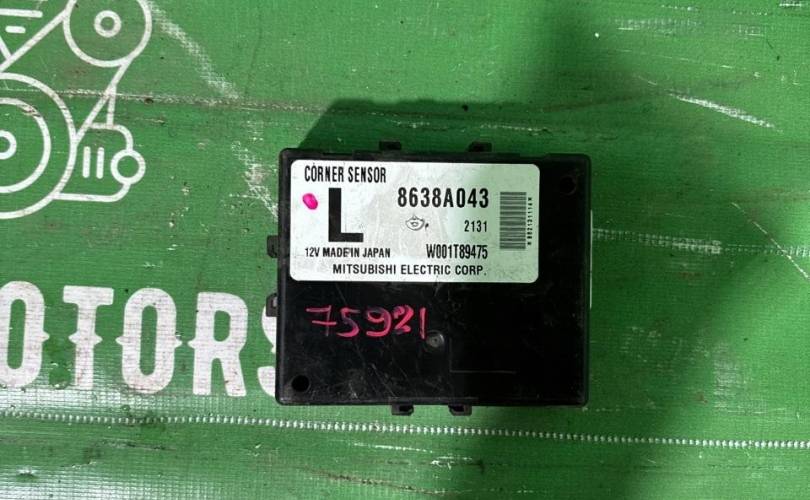 CORNER SENSOR
L
8638A043
2131
12V MADE IN JAPAN
W001T89475
MITSUBISHI ELECTRIC CORP.
75921
OTORS